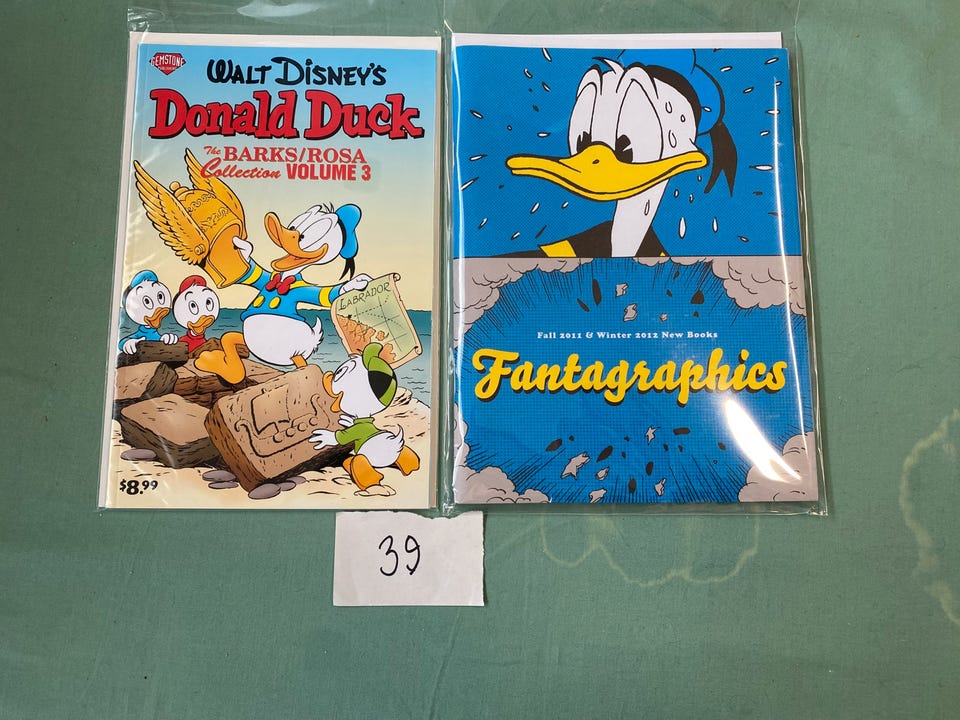 GEMSTONE
WALT DISNEY'S
Donald Duck
The BARKS/ROSA
Collection VOLUME 3
LABRADOR
$8.99
Fall 2011 & Winter 2012 New Books
Fantagraphics
39